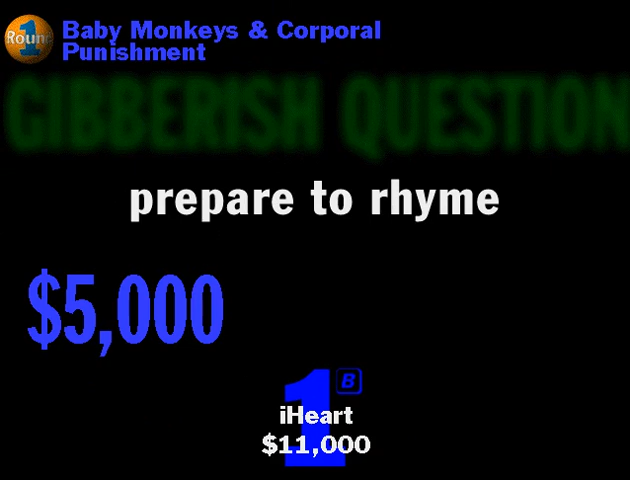 Round
1
Baby Monkeys & Corporal
Punishment
GIBBERISH QUESTION
prepare to rhyme
$5,000
1
B
iHeart
$11,000